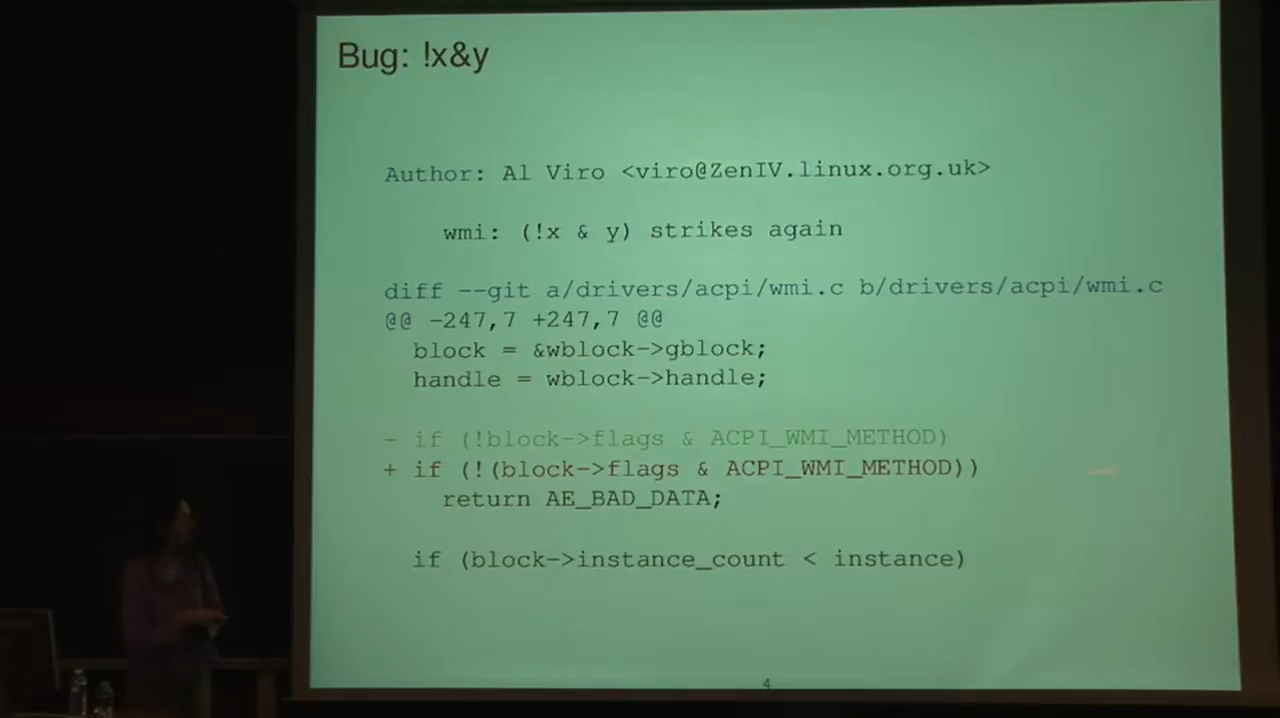 Bug: !x&y
Author: Al Viro <viro@ZenIV.linux.org.uk>
wmi: (!x & y) strikes again
diff --git a/drivers/acpi/wmi.c b/drivers/acpi/wmi.c
@@ -247,7 +247,7 @@
block = &wblock->gblock;
handle = wblock->handle;
- if (!block->flags & ACPI_WMI_METHOD)
+ if (!(block->flags & ACPI_WMI_METHOD))
return AE_BAD_DATA;
if (block->instance_count < instance)
4